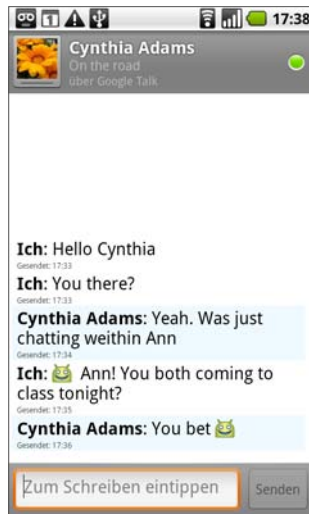 1 17:38
Cynthia Adams
On the road
über Google Talk
Ich: Hello Cynthia
Gesendet: 17:33
Ich: You there?
Gesendet: 17:33
Cynthia Adams: Yeah. Was just
chatting weithin Ann
Gesendet: 17:34
Ich: Ann! You both coming to
class tonight?
Gesendet: 17:35
Cynthia Adams: You bet
Gesendet: 17:36
Zum Schreiben eintippen Senden